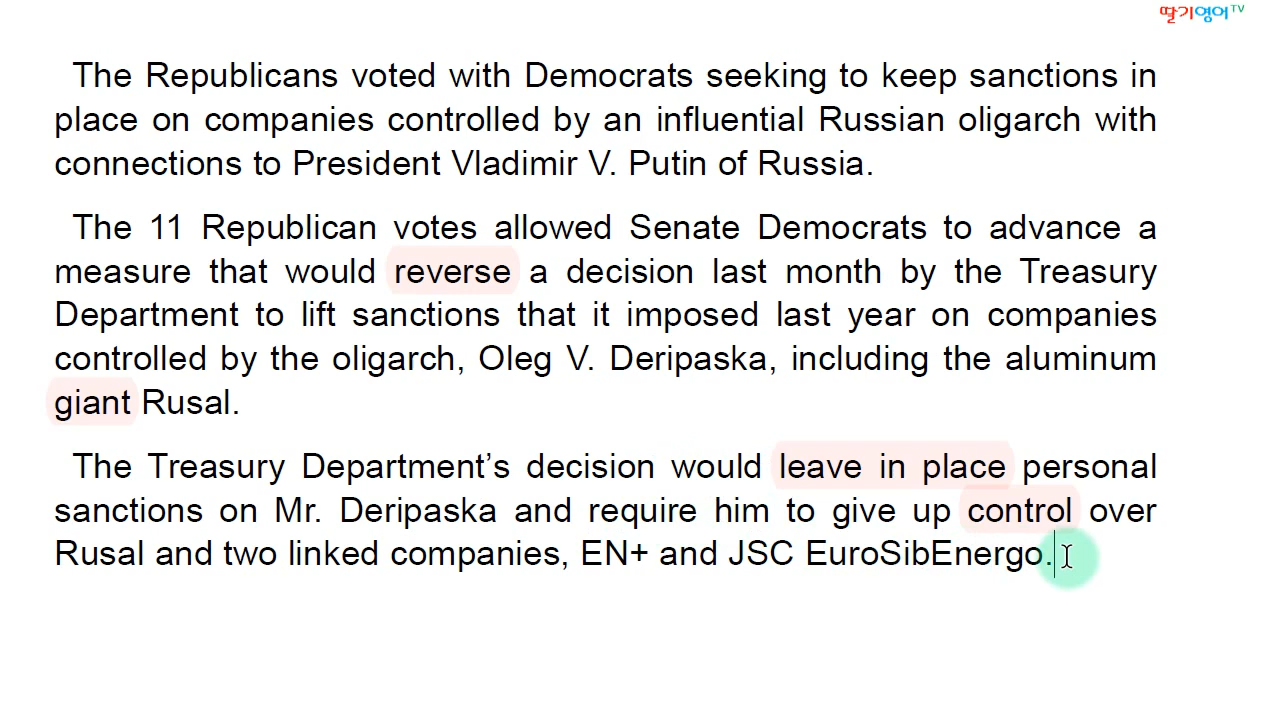 딸기영어TV
The Republicans voted with Democrats seeking to keep sanctions in
place on companies controlled by an influential Russian oligarch with
connections to President Vladimir V. Putin of Russia.
The 11 Republican votes allowed Senate Democrats to advance a
measure that would reverse a decision last month by the Treasury
Department to lift sanctions that it imposed last year on companies
controlled by the oligarch, Oleg V. Deripaska, including the aluminum
giant Rusal.
The Treasury Department’s decision would leave in place personal
sanctions on Mr. Deripaska and require him to give up control over
Rusal and two linked companies, EN+ and JSC EuroSibEnergo.